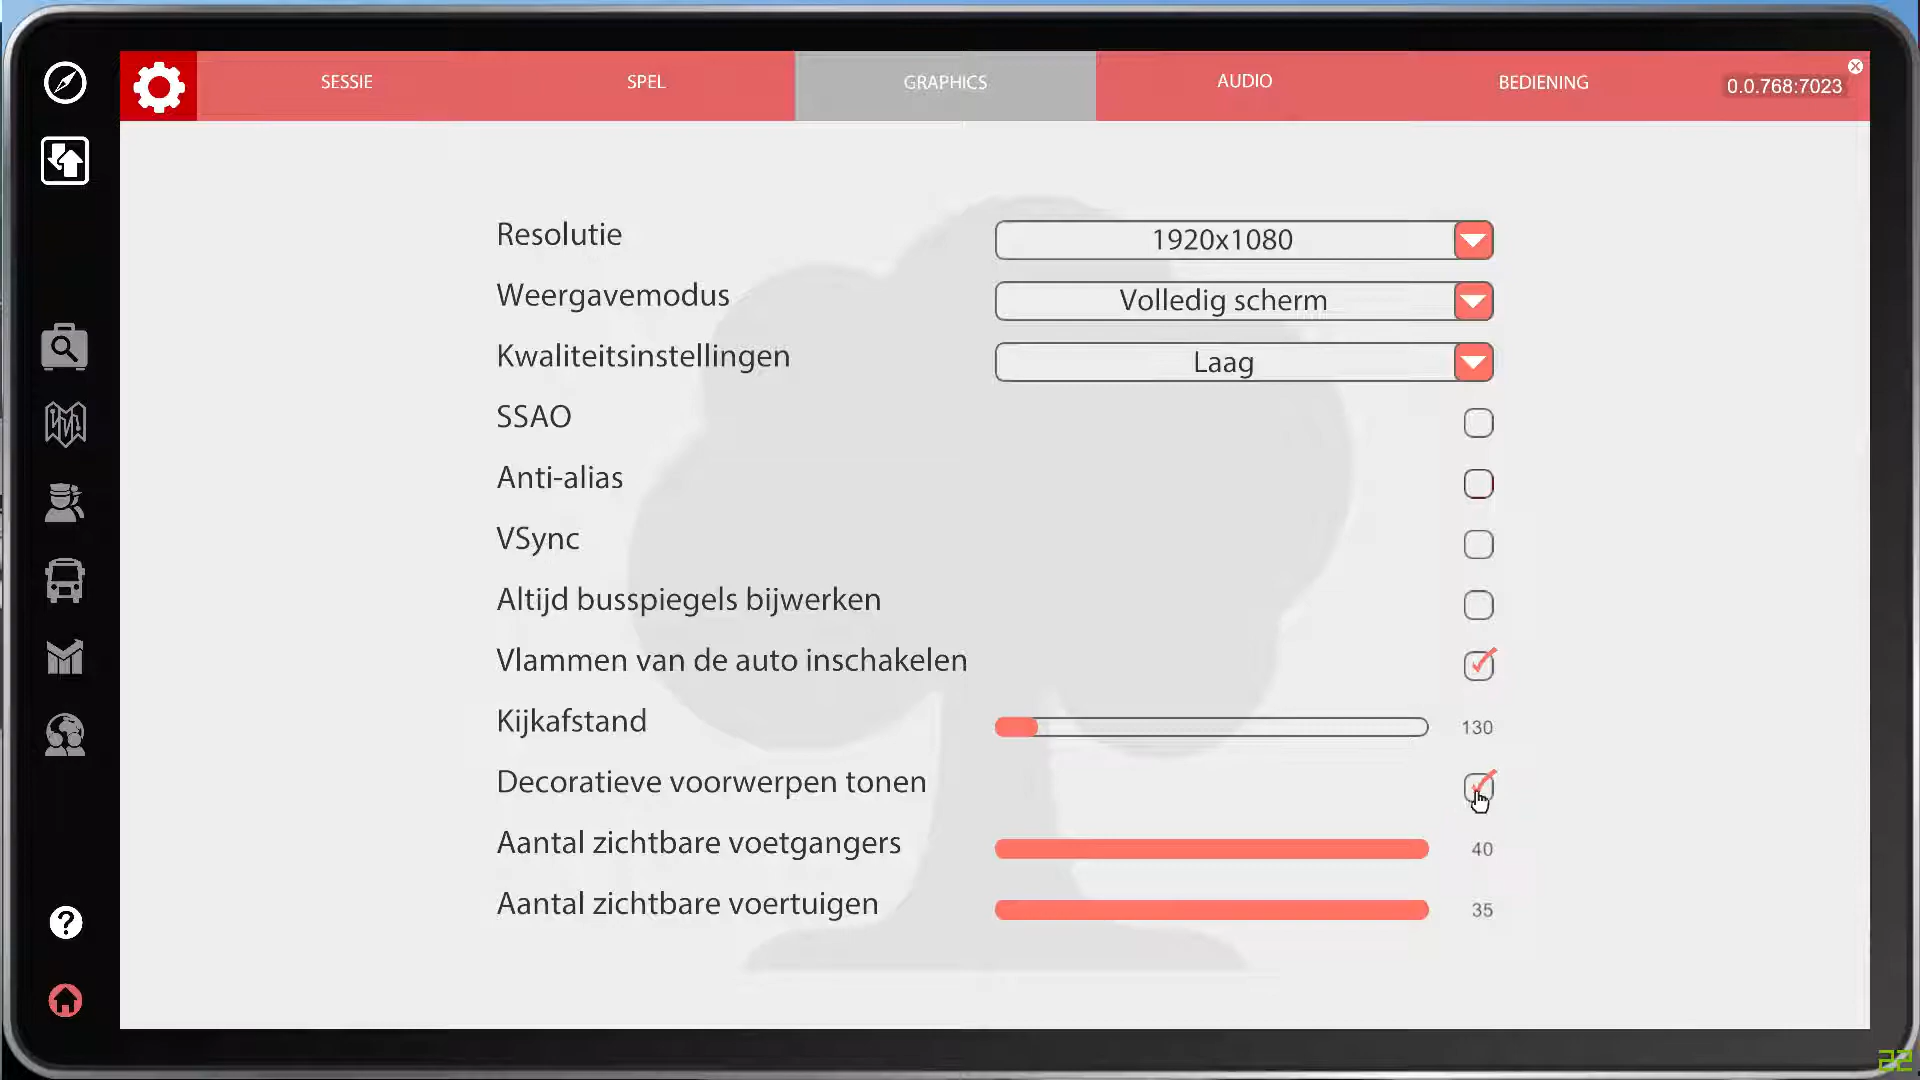 SESSIE
SPEL
GRAPHICS
AUDIO
BEDIENING
0.0.768:7023
Resolutie
1920x1080
Weergavemodus
Volledig scherm
Kwaliteitsinstellingen
Laag
SSAO
Anti-alias
VSync
Altijd busspiegels bijwerken
Vlammen van de auto inschakelen
Kijkafstand
130
Decoratieve voorwerpen tonen
Aantal zichtbare voetgangers
40
Aantal zichtbare voertuigen
35
22